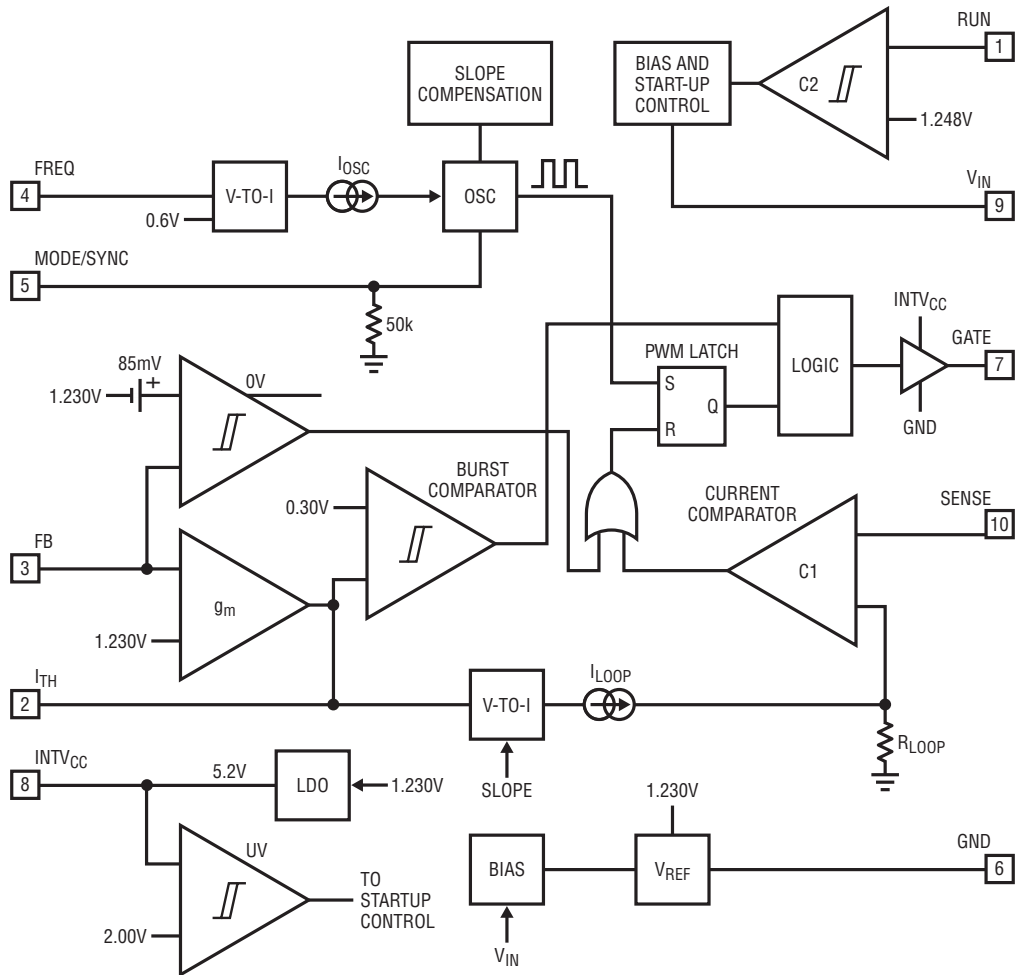 RUN
1
SLOPE
COMPENSATION
BIAS AND
START-UP
CONTROL
C2
1.248V
FREQ
4
V-TO-I
I_OSC
OSC
0.6V
V_IN
9
MODE/SYNC
5
50k
85mV
+
1.230V
0V
PWM LATCH
S
Q
R
LOGIC
INTV_CC
GATE
7
GND
BURST
COMPARATOR
0.30V
CURRENT
COMPARATOR
SENSE
10
FB
3
g_m
C1
1.230V
I_TH
2
V-TO-I
I_LOOP
R_LOOP
SLOPE
INTV_CC
8
5.2V
LDO
1.230V
UV
TO
STARTUP
CONTROL
2.00V
1.230V
BIAS
V_REF
GND
6
V_IN